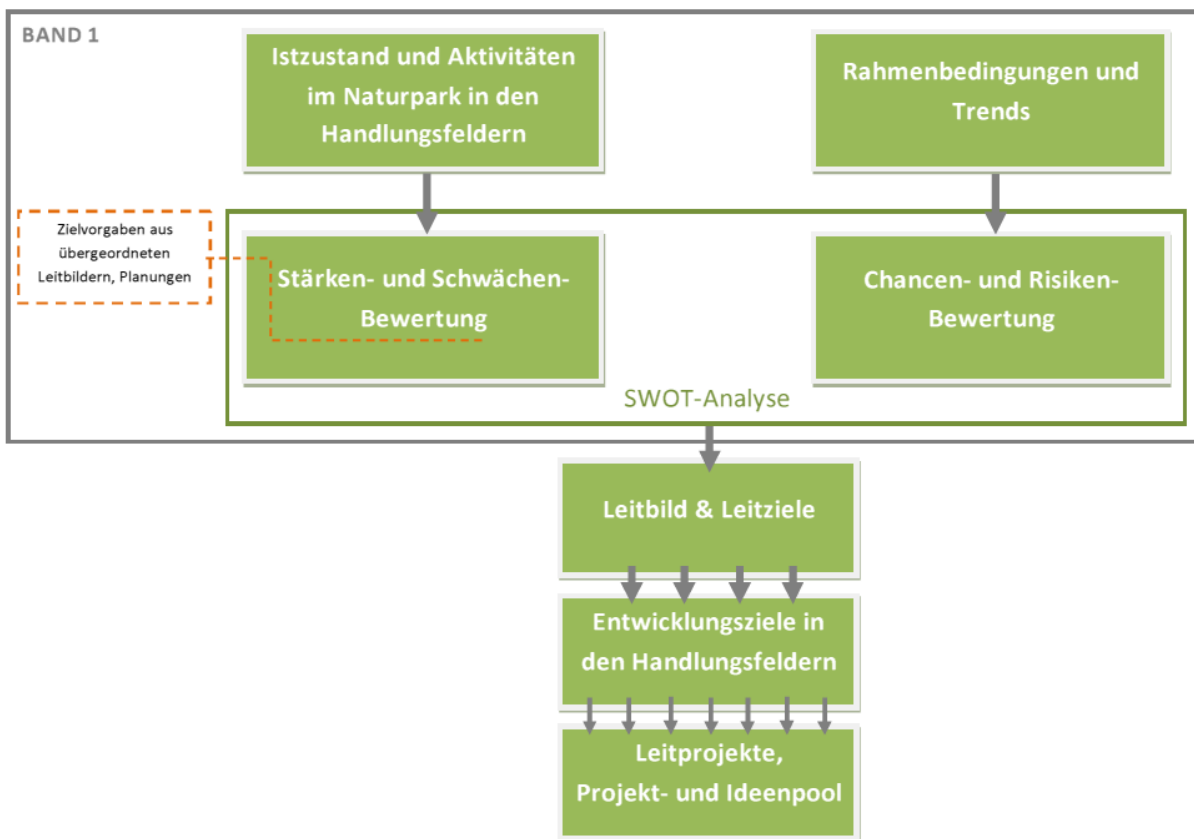 BAND 1
Istzustand und Aktivitäten
im Naturpark in den
Handlungsfeldern
Rahmenbedingungen und
Trends
Zielvorgaben aus
übergeordneten
Leitbildern, Planungen
Stärken- und Schwächen-
Bewertung
Chancen- und Risiken-
Bewertung
SWOT-Analyse
Leitbild & Leitziele
Entwicklungsziele in
den Handlungsfeldern
Leitprojekte,
Projekt- und Ideenpool